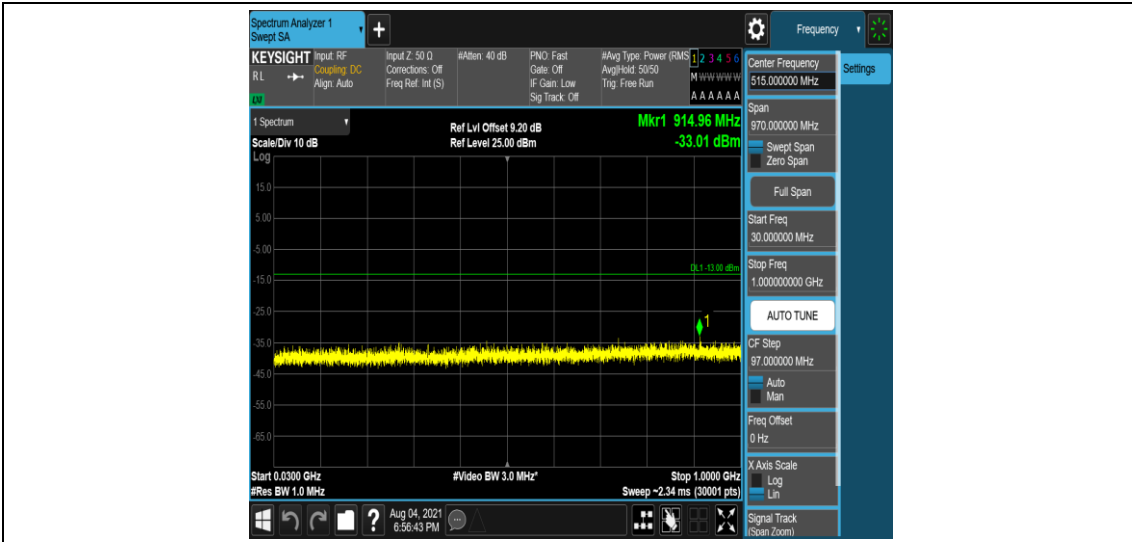 Spectrum Analyzer 1
Swept SA
+
Frequency
KEYSIGHT
RL
LXI
Input: RF
Coupling: DC
Align: Auto
Input Z: 50 Ω
Corrections: Off
Freq Ref: Int (S)
#Atten: 40 dB
PNO: Fast
Gate: Off
IF Gain: Low
Sig Track: Off
#Avg Type: Power (RMS
Avg|Hold: 50/50
Trig: Free Run
1 2 3 4 5 6
M W W W W W
A A A A A A
1 Spectrum
Scale/Div 10 dB
Log
Ref Lvl Offset 9.20 dB
Ref Level 25.00 dBm
Mkr1 914.96 MHz
-33.01 dBm
15.0
5.00
-5.00
-15.0
-25.0
-35.0
-45.0
-55.0
-65.0
DL1 -13.00 dBm
1
Start 0.0300 GHz
#Res BW 1.0 MHz
#Video BW 3.0 MHz*
Stop 1.0000 GHz
Sweep ~2.34 ms (30001 pts)
Center Frequency
515.000000 MHz
Settings
Span
970.000000 MHz
Swept Span
Zero Span
Full Span
Start Freq
30.000000 MHz
Stop Freq
1.000000000 GHz
AUTO TUNE
CF Step
97.000000 MHz
Auto
Man
Freq Offset
0 Hz
X Axis Scale
Log
Lin
Signal Track
(Span Zoom)
?
Aug 04, 2021
6:56:43 PM